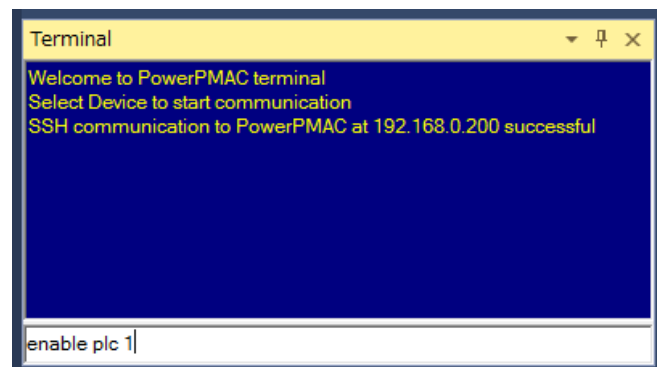 Terminal
Welcome to PowerPMAC terminal
Select Device to start communication
SSH communication to PowerPMAC at 192.168.0.200 successful
enable plc 1